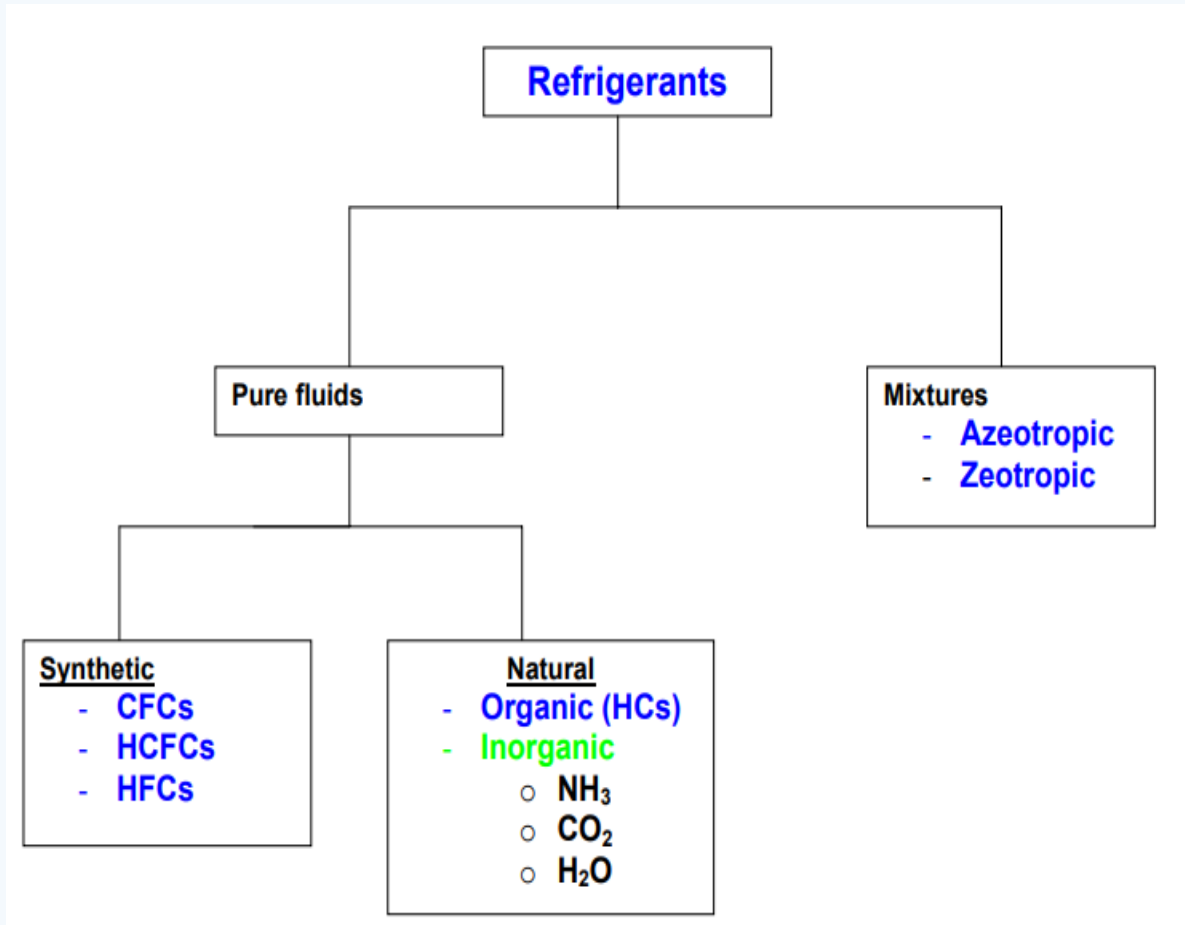 Refrigerants
Pure fluids
Mixtures
- Azeotropic
- Zeotropic
Synthetic
- CFCs
- HCFCs
- HFCs
Natural
- Organic (HCs)
- Inorganic
o NH₃
o CO₂
o H₂O